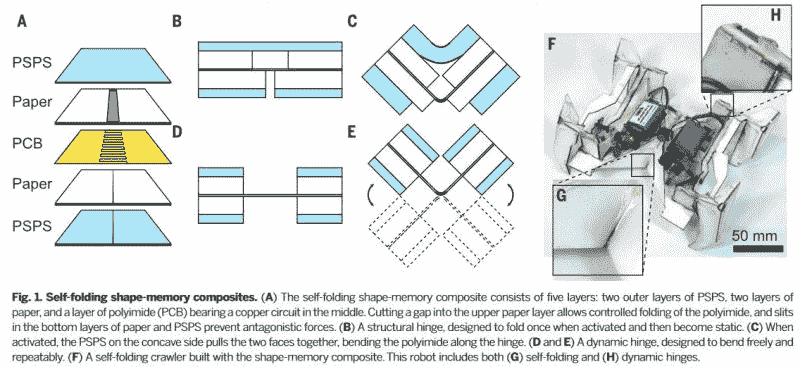 A
B
C
F
H
PSPS
Paper
PCB
D
E
Paper
PSPS
G
50 mm
Fig. 1. Self-folding shape-memory composites. (A) The self-folding shape-memory composite consists of five layers: two outer layers of PSPS, two layers of
paper, and a layer of polyimide (PCB) bearing a copper circuit in the middle. Cutting a gap into the upper paper layer allows controlled folding of the polyimide, and slits
in the bottom layers of paper and PSPS prevent antagonistic forces. (B) A structural hinge, designed to fold once when activated and then become static. (C) When
activated, the PSPS on the concave side pulls the two faces together, bending the polyimide along the hinge. (D and E) A dynamic hinge, designed to bend freely and
repeatably. (F) A self-folding crawler built with the shape-memory composite. This robot includes both (G) self-folding and (H) dynamic hinges.